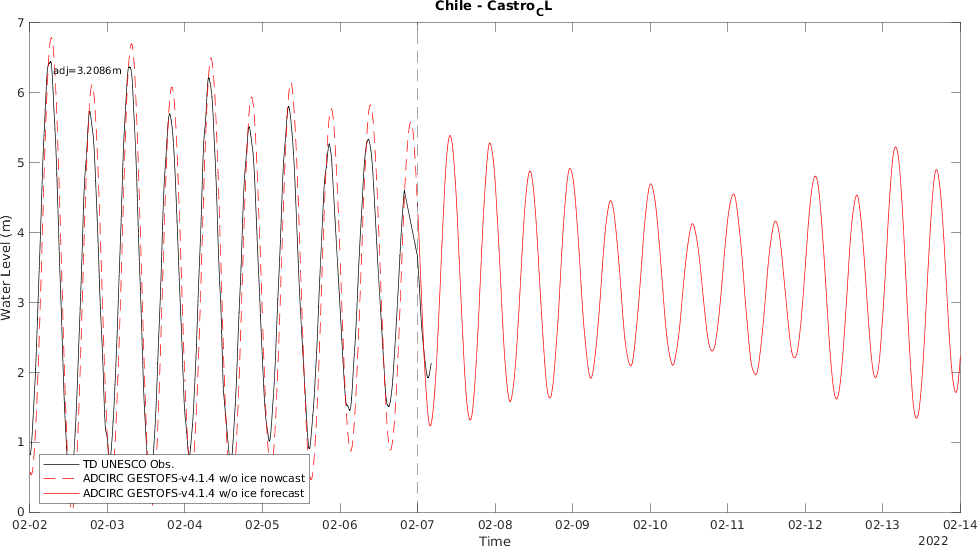 Chile - Castro_CL
7
6
5
4
3
2
1
0
Water Level (m)
adj=3.2086m
TD UNESCO Obs.
ADCIRC GESTOFS-v4.1.4 w/o ice nowcast
ADCIRC GESTOFS-v4.1.4 w/o ice forecast
02-02 02-03 02-04 02-05 02-06 02-07 02-08 02-09 02-10 02-11 02-12 02-13 02-14
Time
2022